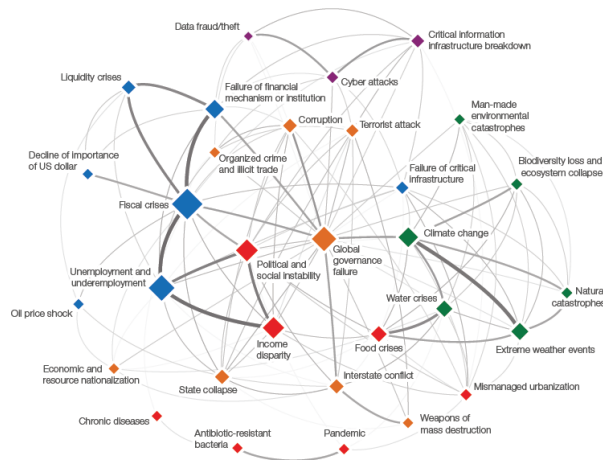 Data fraud/theft
Critical information
infrastructure breakdown
Liquidity crises
Failure of financial
mechanism or institution
Cyber attacks
Man-made
environmental
catastrophes
Corruption
Terrorist attack
Decline of importance
of US dollar
Organized crime
and illicit trade
Failure of critical
infrastructure
Biodiversity loss and
ecosystem collapse
Fiscal crises
Climate change
Global
governance
failure
Political and
social instability
Unemployment and
underemployment
Water crises
Natural
catastrophes
Oil price shock
Income
disparity
Food crises
Extreme weather events
Economic and
resource nationalization
State collapse
Interstate conflict
Mismanaged urbanization
Chronic diseases
Weapons of
mass destruction
Antibiotic-resistant
bacteria
Pandemic